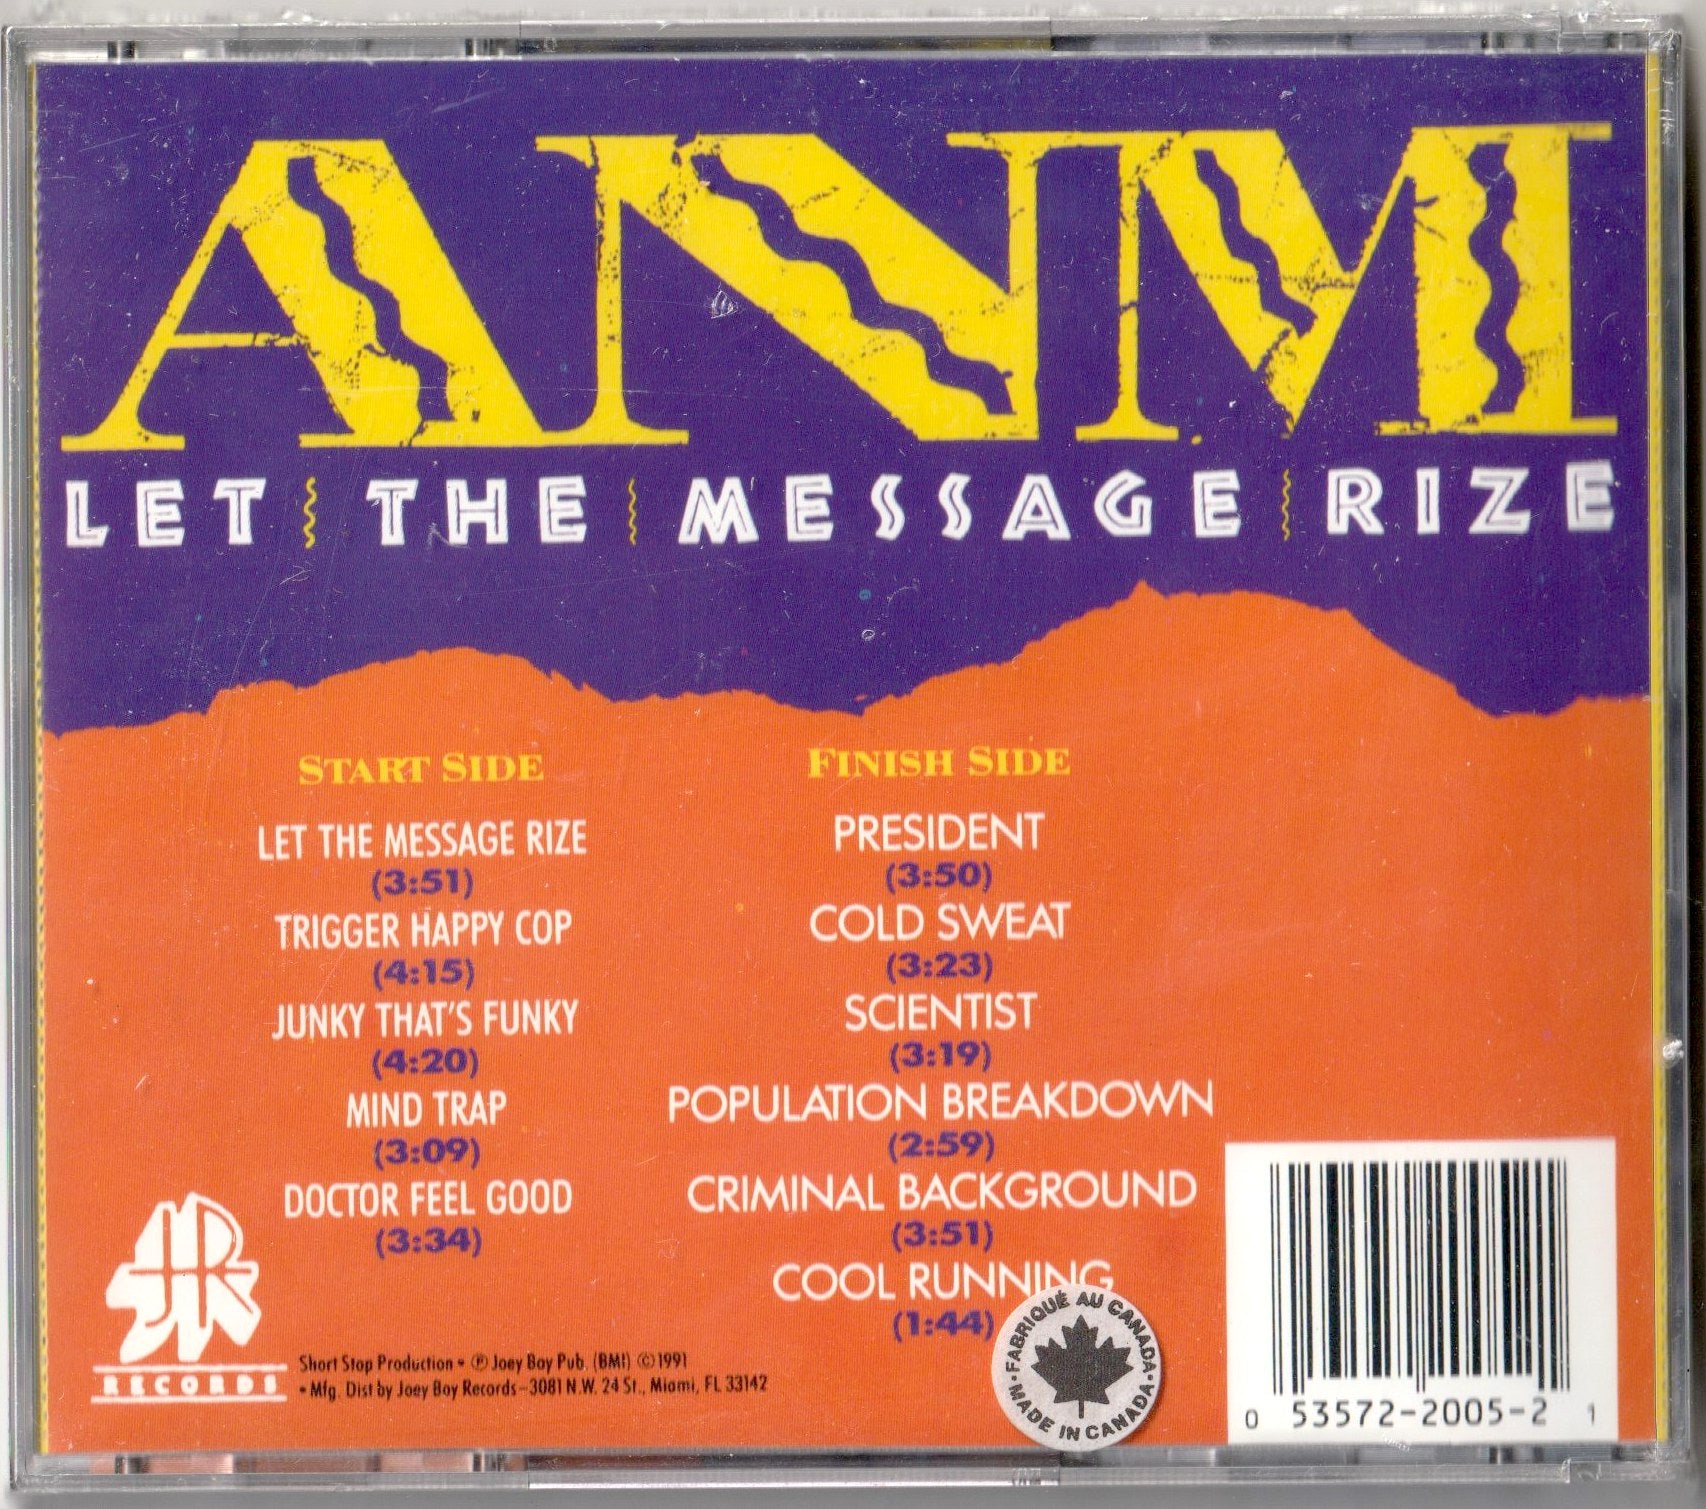 ANM
LET THE MESSAGE RIZE
START SIDE
LET THE MESSAGE RIZE
(3:51)
TRIGGER HAPPY COP
(4:15)
JUNKY THAT'S FUNKY
(4:20)
MIND TRAP
(3:09)
DOCTOR FEEL GOOD
(3:34)
FINISH SIDE
PRESIDENT
(3:50)
COLD SWEAT
(3:23)
SCIENTIST
(3:19)
POPULATION BREAKDOWN
(2:59)
CRIMINAL BACKGROUND
(3:51)
COOL RUNNING
(1:44)
JR
RECORDS
Short Stop Production • ℗ Joey Boy Pub. (BMI) ©1991
• Mfg. Dist by Joey Boy Records–3081 N.W. 24 St., Miami, FL 33142
FABRIQUÉ AU CANADA
• MADE IN CANADA •
0 53572-2005-2 1